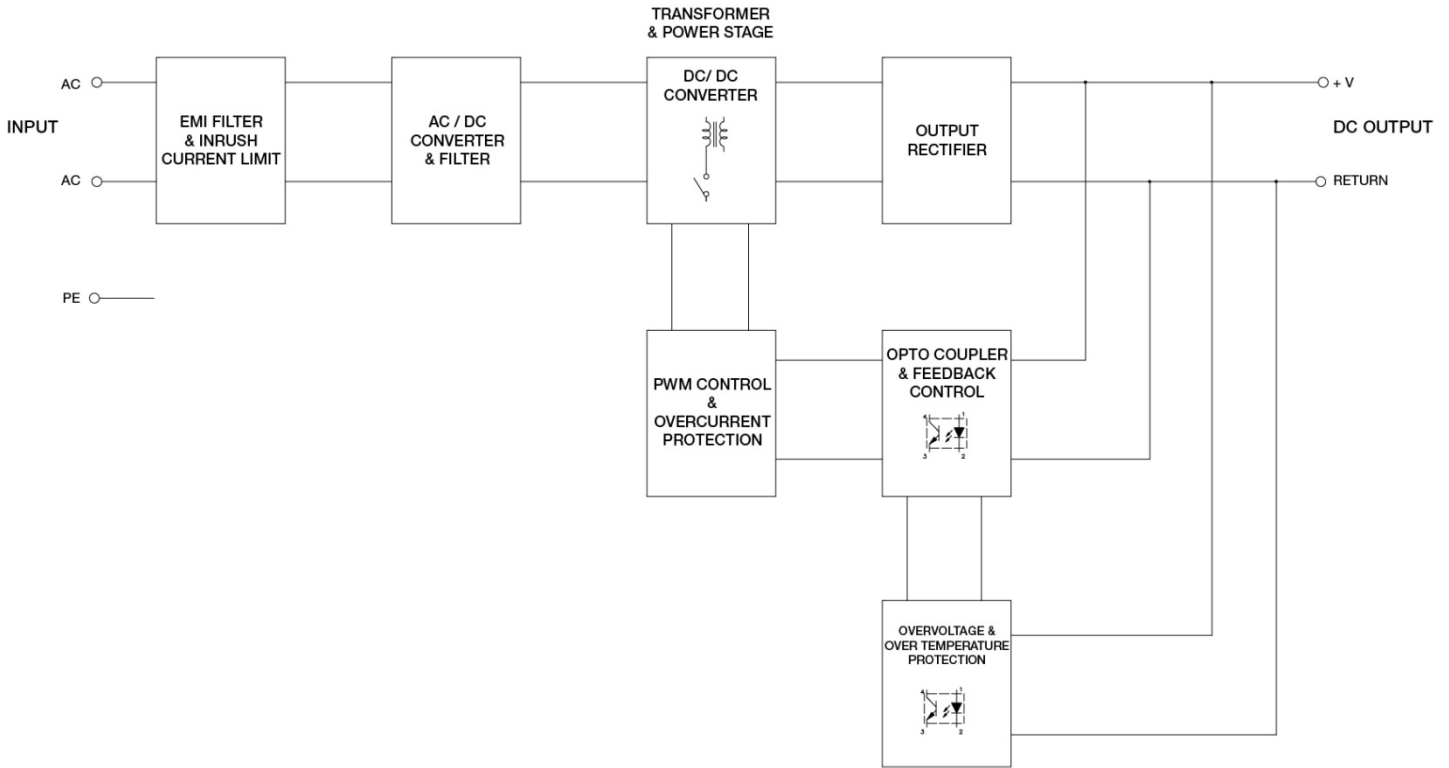 TRANSFORMER
& POWER STAGE
AC
INPUT
AC
EMI FILTER
& INRUSH
CURRENT LIMIT
AC / DC
CONVERTER
& FILTER
DC/ DC
CONVERTER
OUTPUT
RECTIFIER
+ V
DC OUTPUT
RETURN
PE
PWM CONTROL
&
OVERCURRENT
PROTECTION
OPTO COUPLER
& FEEDBACK
CONTROL
4 1
3 2
OVERVOLTAGE &
OVER TEMPERATURE
PROTECTION
4 1
3 2